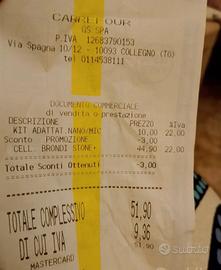 CARREFOUR
GS SPA
P.IVA 12683790153
Via Spagna 10/12 - 10093 COLLEGNO (TO)
tel 0114538111
DOCUMENTO COMMERCIALE
di vendita o prestazione
DESCRIZIONE PREZZO %Iva
KIT ADATTAT.NANO/MIC 10,00 22,00
Sconto PROMOZIONE -3,00
CELL. BRONDI STONE+ 44,90 22,00
Totale Sconti Ottenuti -3,00
TOTALE COMPLESSIVO 51,90
DI CUI IVA 9,36
MASTERCARD 51,90
subito